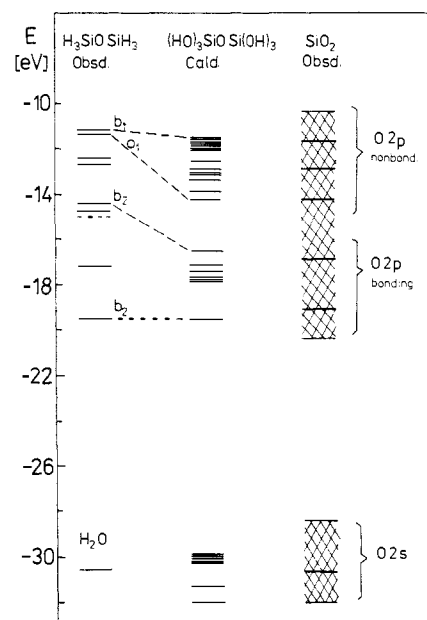 E H₃SiO SiH₃ (HO)₃SiO Si(OH)₃ SiO₂
[eV] Obsd. Cald. Obsd.
-10
b₁
a₁
O 2p
nonbond.
-14
b₂
O 2p
bonding
-18
b₂
-22
-26
H₂O
-30
O 2s